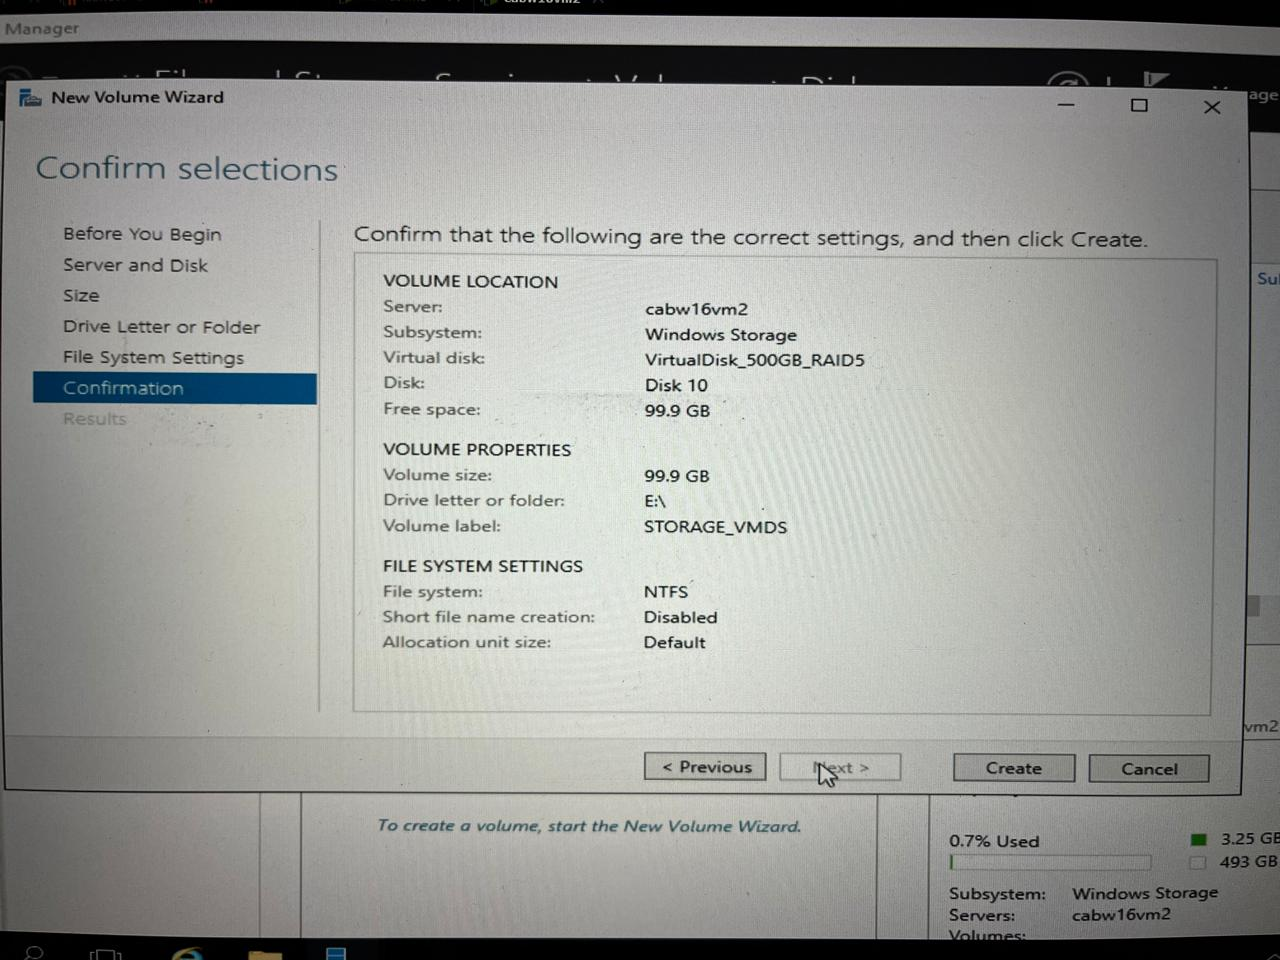 Manager
New Volume Wizard
Confirm selections
Before You Begin
Server and Disk
Size
Drive Letter or Folder
File System Settings
Confirmation
Results
Confirm that the following are the correct settings, and then click Create.
VOLUME LOCATION
Server: cabw16vm2
Subsystem: Windows Storage
Virtual disk: VirtualDisk_500GB_RAID5
Disk: Disk 10
Free space: 99.9 GB
VOLUME PROPERTIES
Volume size: 99.9 GB
Drive letter or folder: E:\
Volume label: STORAGE_VMDS
FILE SYSTEM SETTINGS
File system: NTFS
Short file name creation: Disabled
Allocation unit size: Default
< Previous
Next >
Create
Cancel
vm2
To create a volume, start the New Volume Wizard.
0.7% Used
3.25 GB
493 GB
Subsystem: Windows Storage
Servers: cabw16vm2
Volumes: